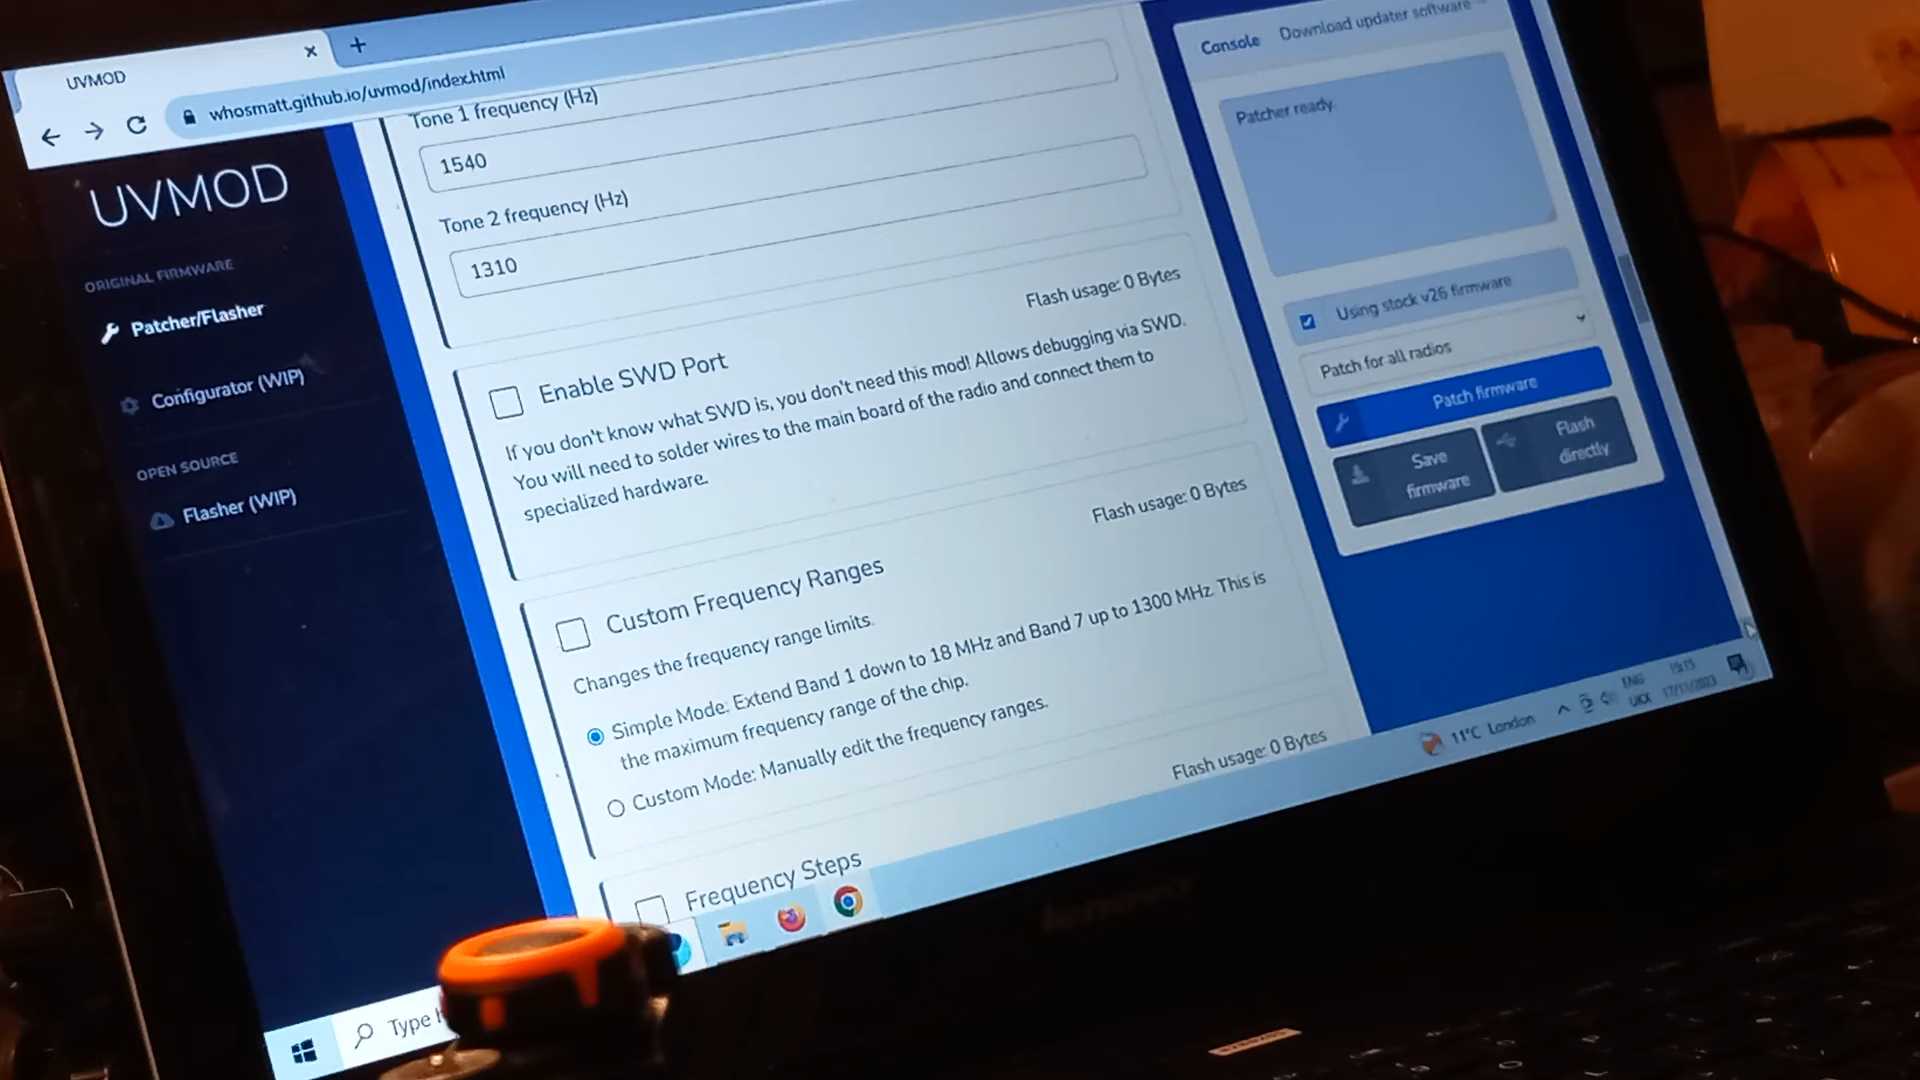 UVMOD
whosmatt.github.io/uvmod/index.html
UVMOD
ORIGINAL FIRMWARE
Patcher/Flasher
Configurator (WIP)
OPEN SOURCE
Flasher (WIP)
Tone 1 frequency (Hz)
1540
Tone 2 frequency (Hz)
1310
Flash usage: 0 Bytes
Enable SWD Port
If you don't know what SWD is, you don't need this mod! Allows debugging via SWD.
You will need to solder wires to the main board of the radio and connect them to
specialized hardware.
Flash usage: 0 Bytes
Custom Frequency Ranges
Changes the frequency range limits.
Simple Mode: Extend Band 1 down to 18 MHz and Band 7 up to 1300 MHz. This is
the maximum frequency range of the chip.
Custom Mode: Manually edit the frequency ranges.
Flash usage: 0 Bytes
Frequency Steps
Console
Download updater software
Patcher ready.
Using stock v26 firmware
Patch for all radios
Patch firmware
Save
firmware
Flash
directly
Type
11°C London
ENG
UKX
19:15
17/11/2023
lenovo